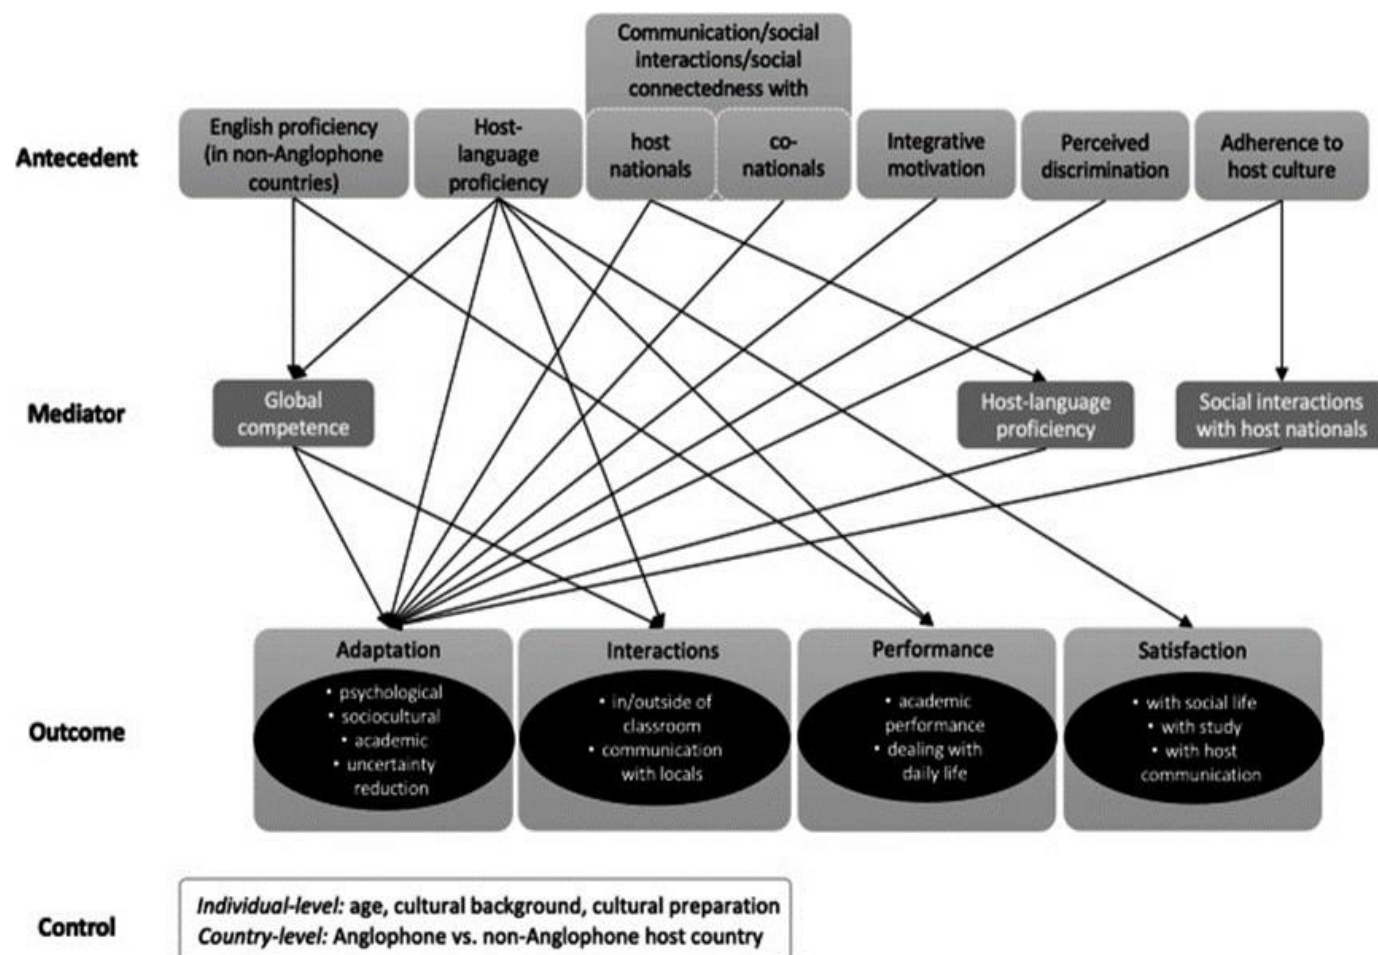 Communication/social
interactions/social
connectedness with
Antecedent
English proficiency
(in non-Anglophone
countries)
Host-
language
proficiency
host
nationals
co-
nationals
Integrative
motivation
Perceived
discrimination
Adherence to
host culture
Mediator
Global
competence
Host-language
proficiency
Social interactions
with host nationals
Outcome
Adaptation
• psychological
• sociocultural
• academic
• uncertainty
reduction
Interactions
• in/outside of
classroom
• communication
with locals
Performance
• academic
performance
• dealing with
daily life
Satisfaction
• with social life
• with study
• with host
communication
Control
Individual-level: age, cultural background, cultural preparation
Country-level: Anglophone vs. non-Anglophone host country